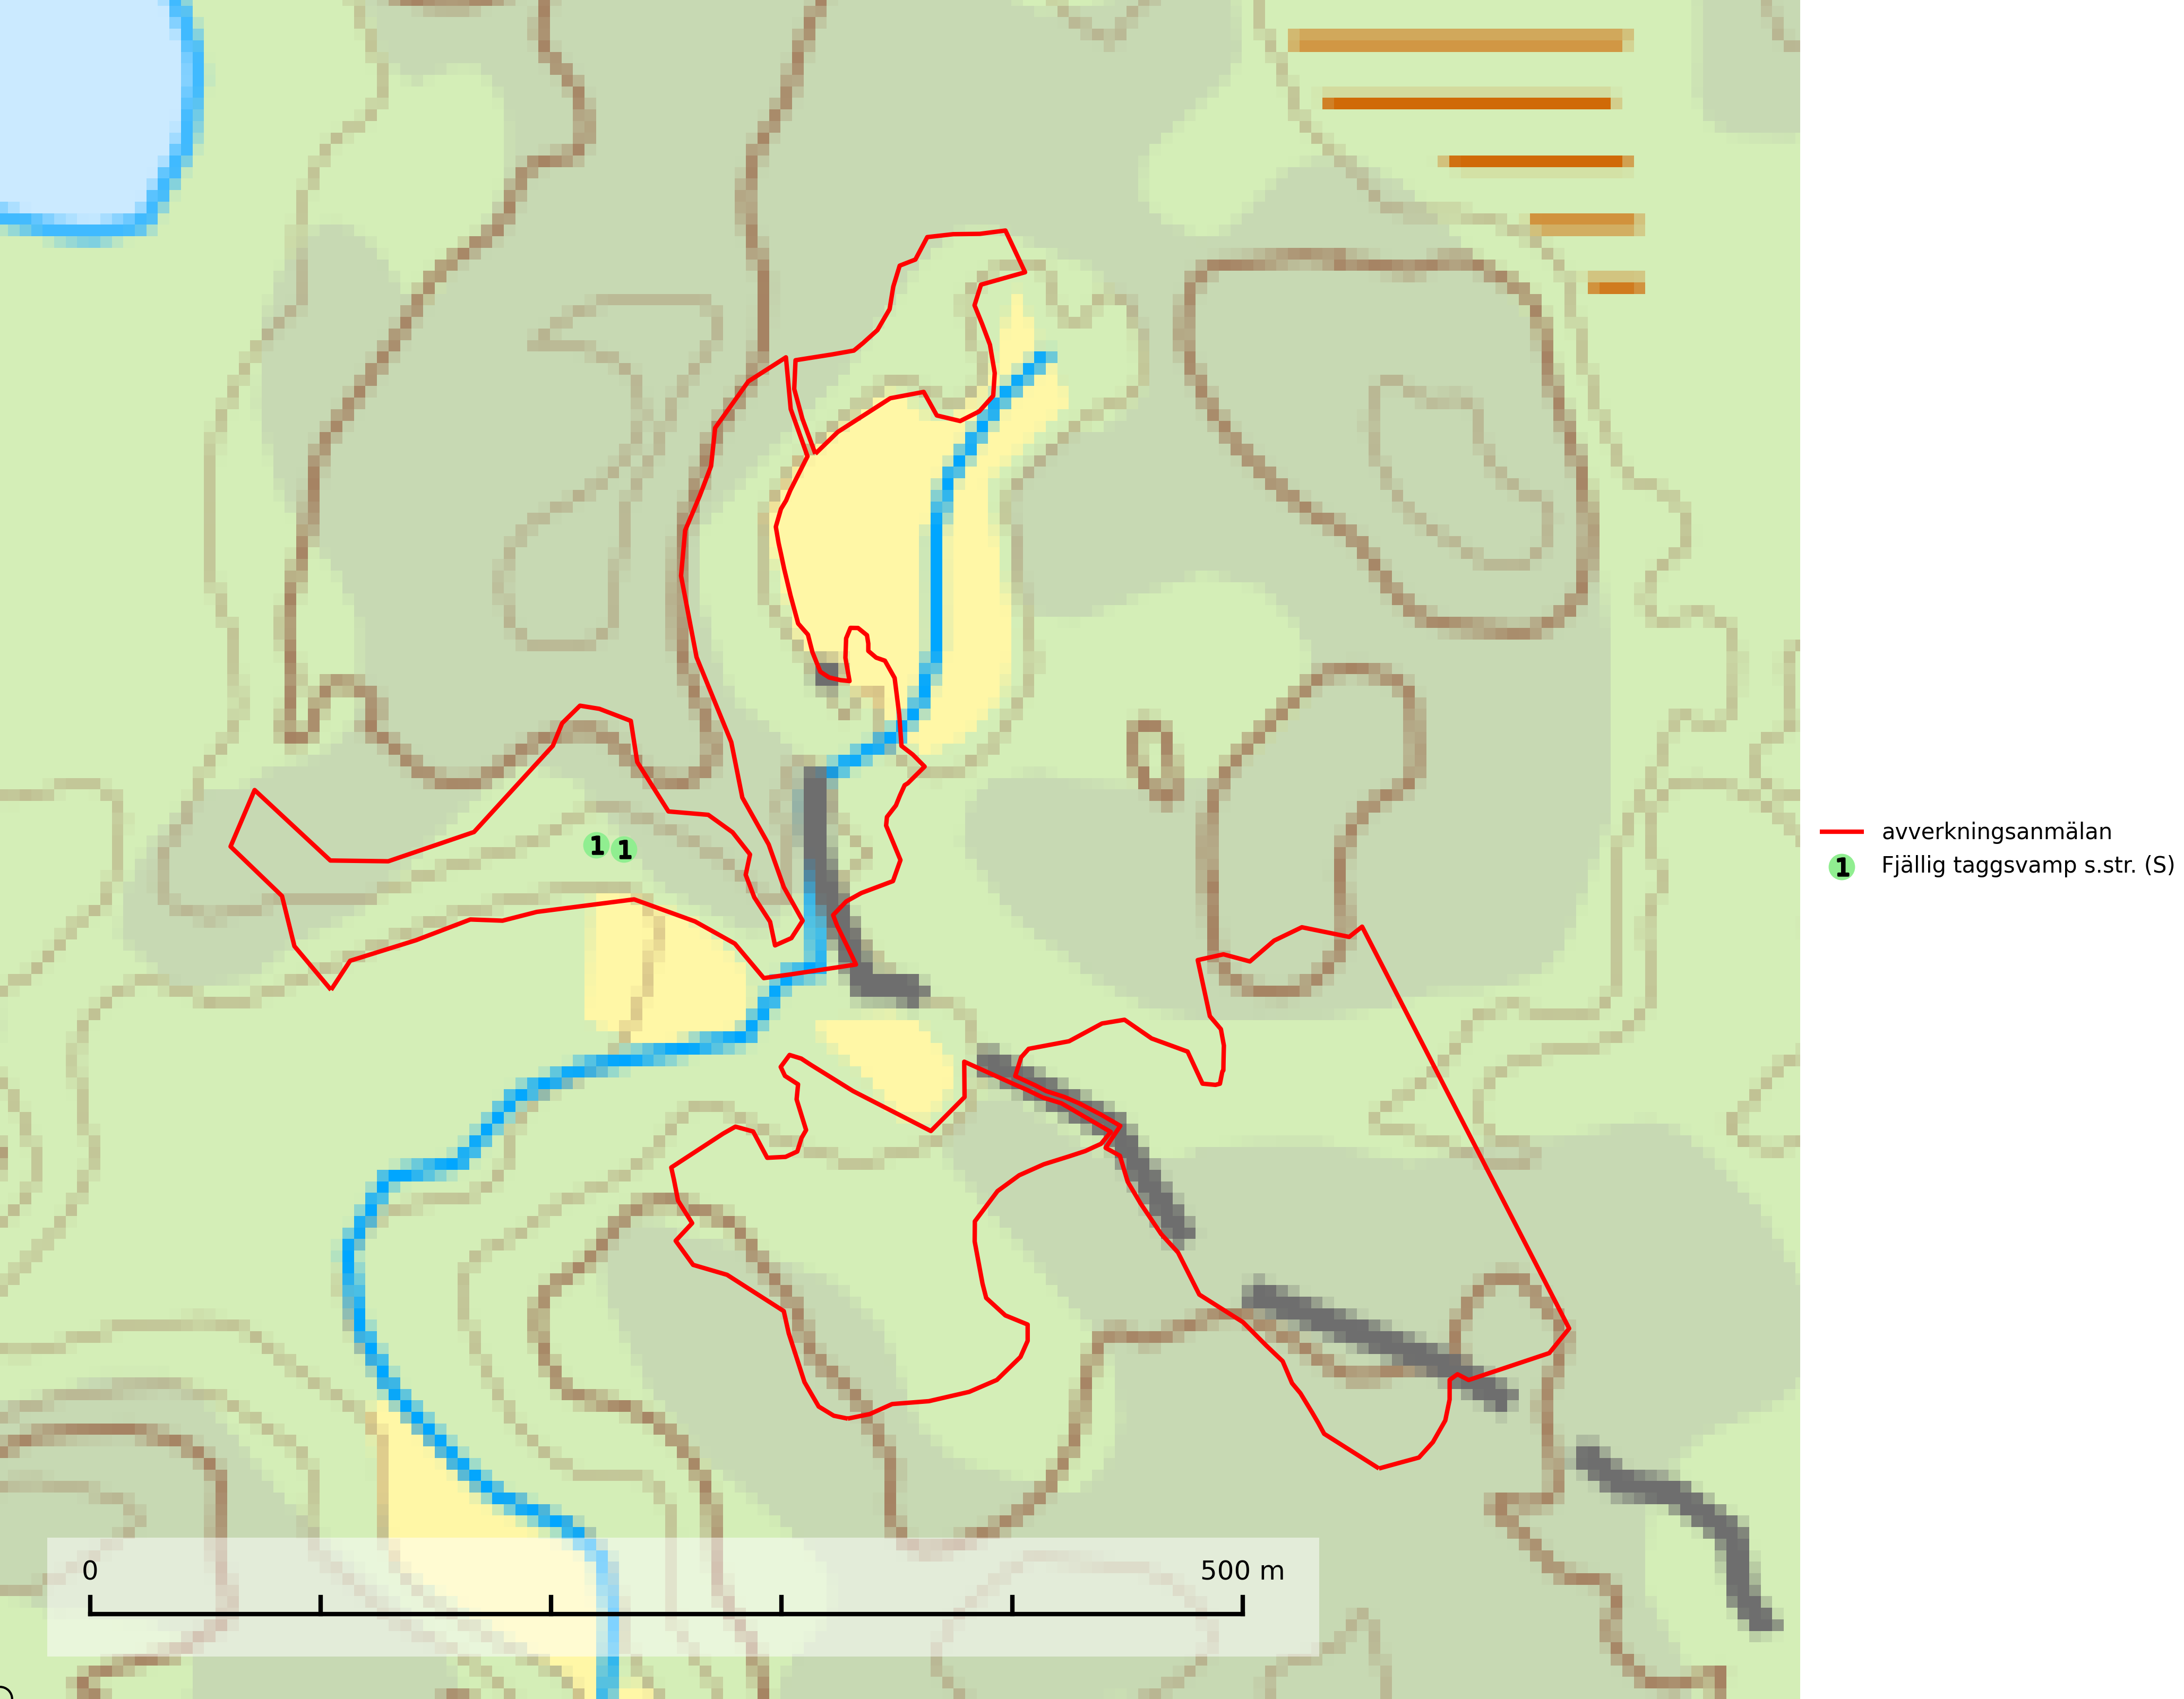 1 1
avverkningsanmälan
1 Fjällig taggsvamp s.str. (S)
0 500 m